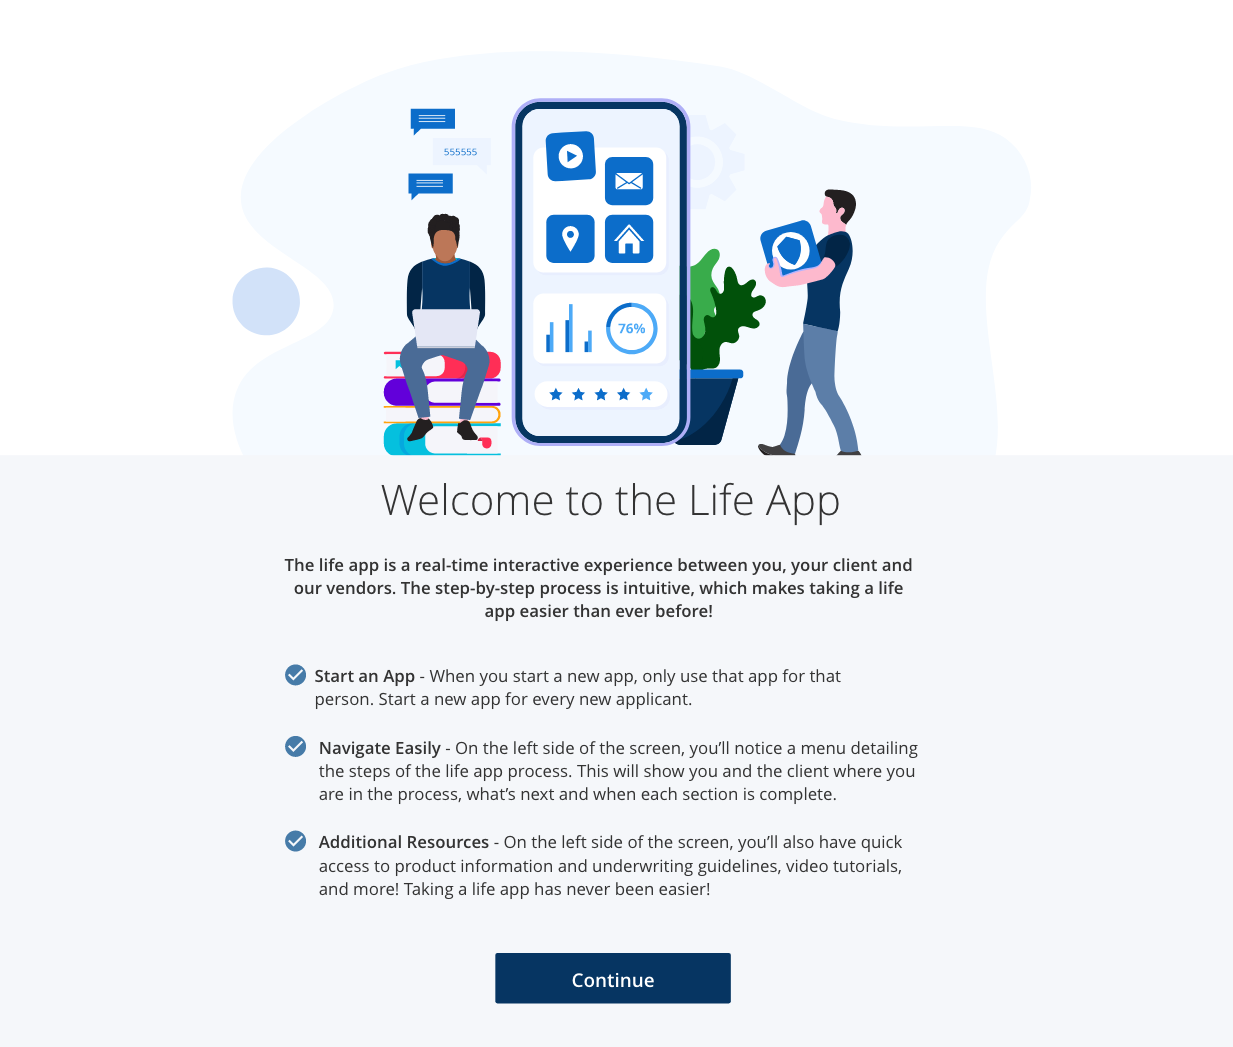 555555
76%
Welcome to the Life App
The life app is a real-time interactive experience between you, your client and
our vendors. The step-by-step process is intuitive, which makes taking a life
app easier than ever before!
Start an App - When you start a new app, only use that app for that
person. Start a new app for every new applicant.
Navigate Easily - On the left side of the screen, you’ll notice a menu detailing
the steps of the life app process. This will show you and the client where you
are in the process, what’s next and when each section is complete.
Additional Resources - On the left side of the screen, you’ll also have quick
access to product information and underwriting guidelines, video tutorials,
and more! Taking a life app has never been easier!
Continue